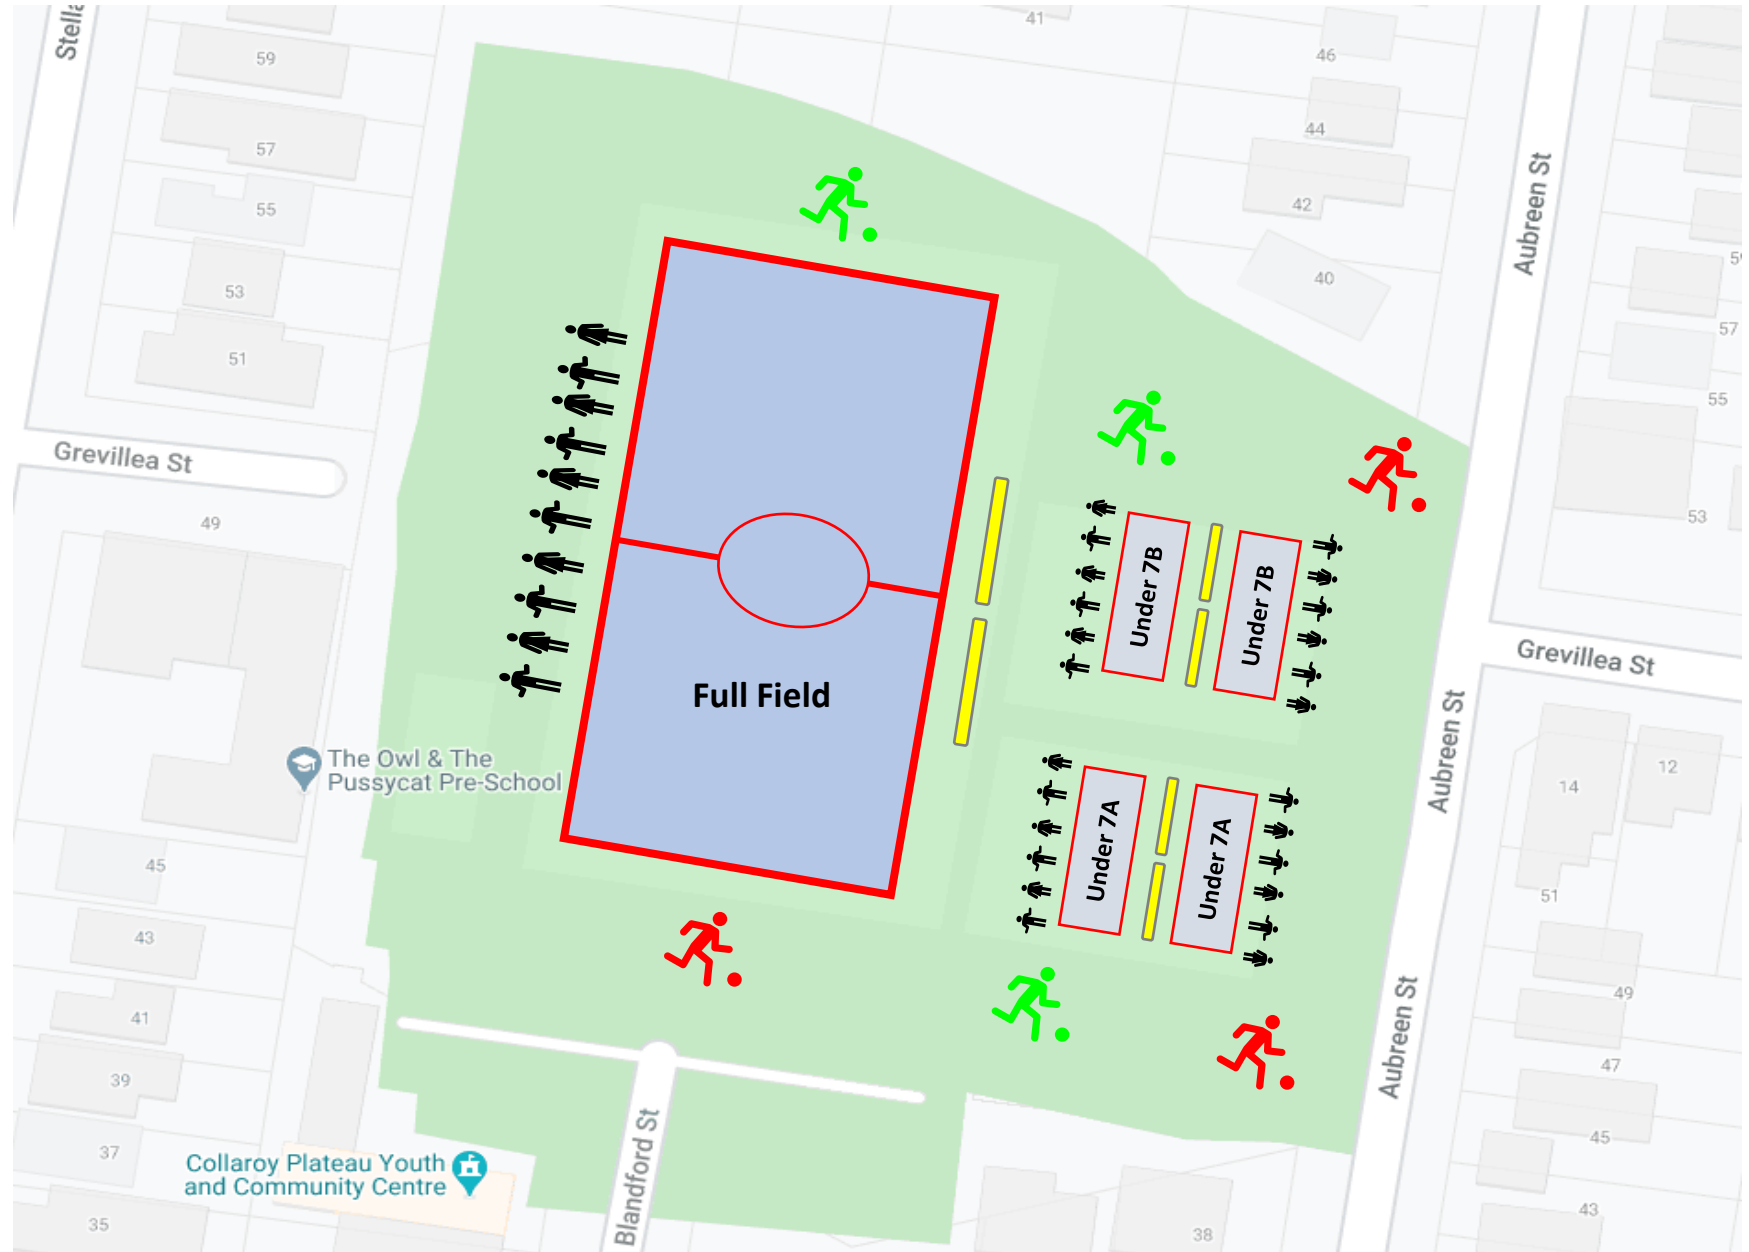 Stella
59
57
55
53
51
Grevillea St
49
The Owl & The
Pussycat Pre-School
45
43
41
39
37
35
Collaroy Plateau Youth
and Community Centre
Blandford St
Full Field
41
46
44
42
40
Aubreen St
57
55
53
Under 7B
Under 7B
Under 7A
Under 7A
Grevillea St
Aubreen St
14
12
51
49
47
45
43
Aubreen St
38